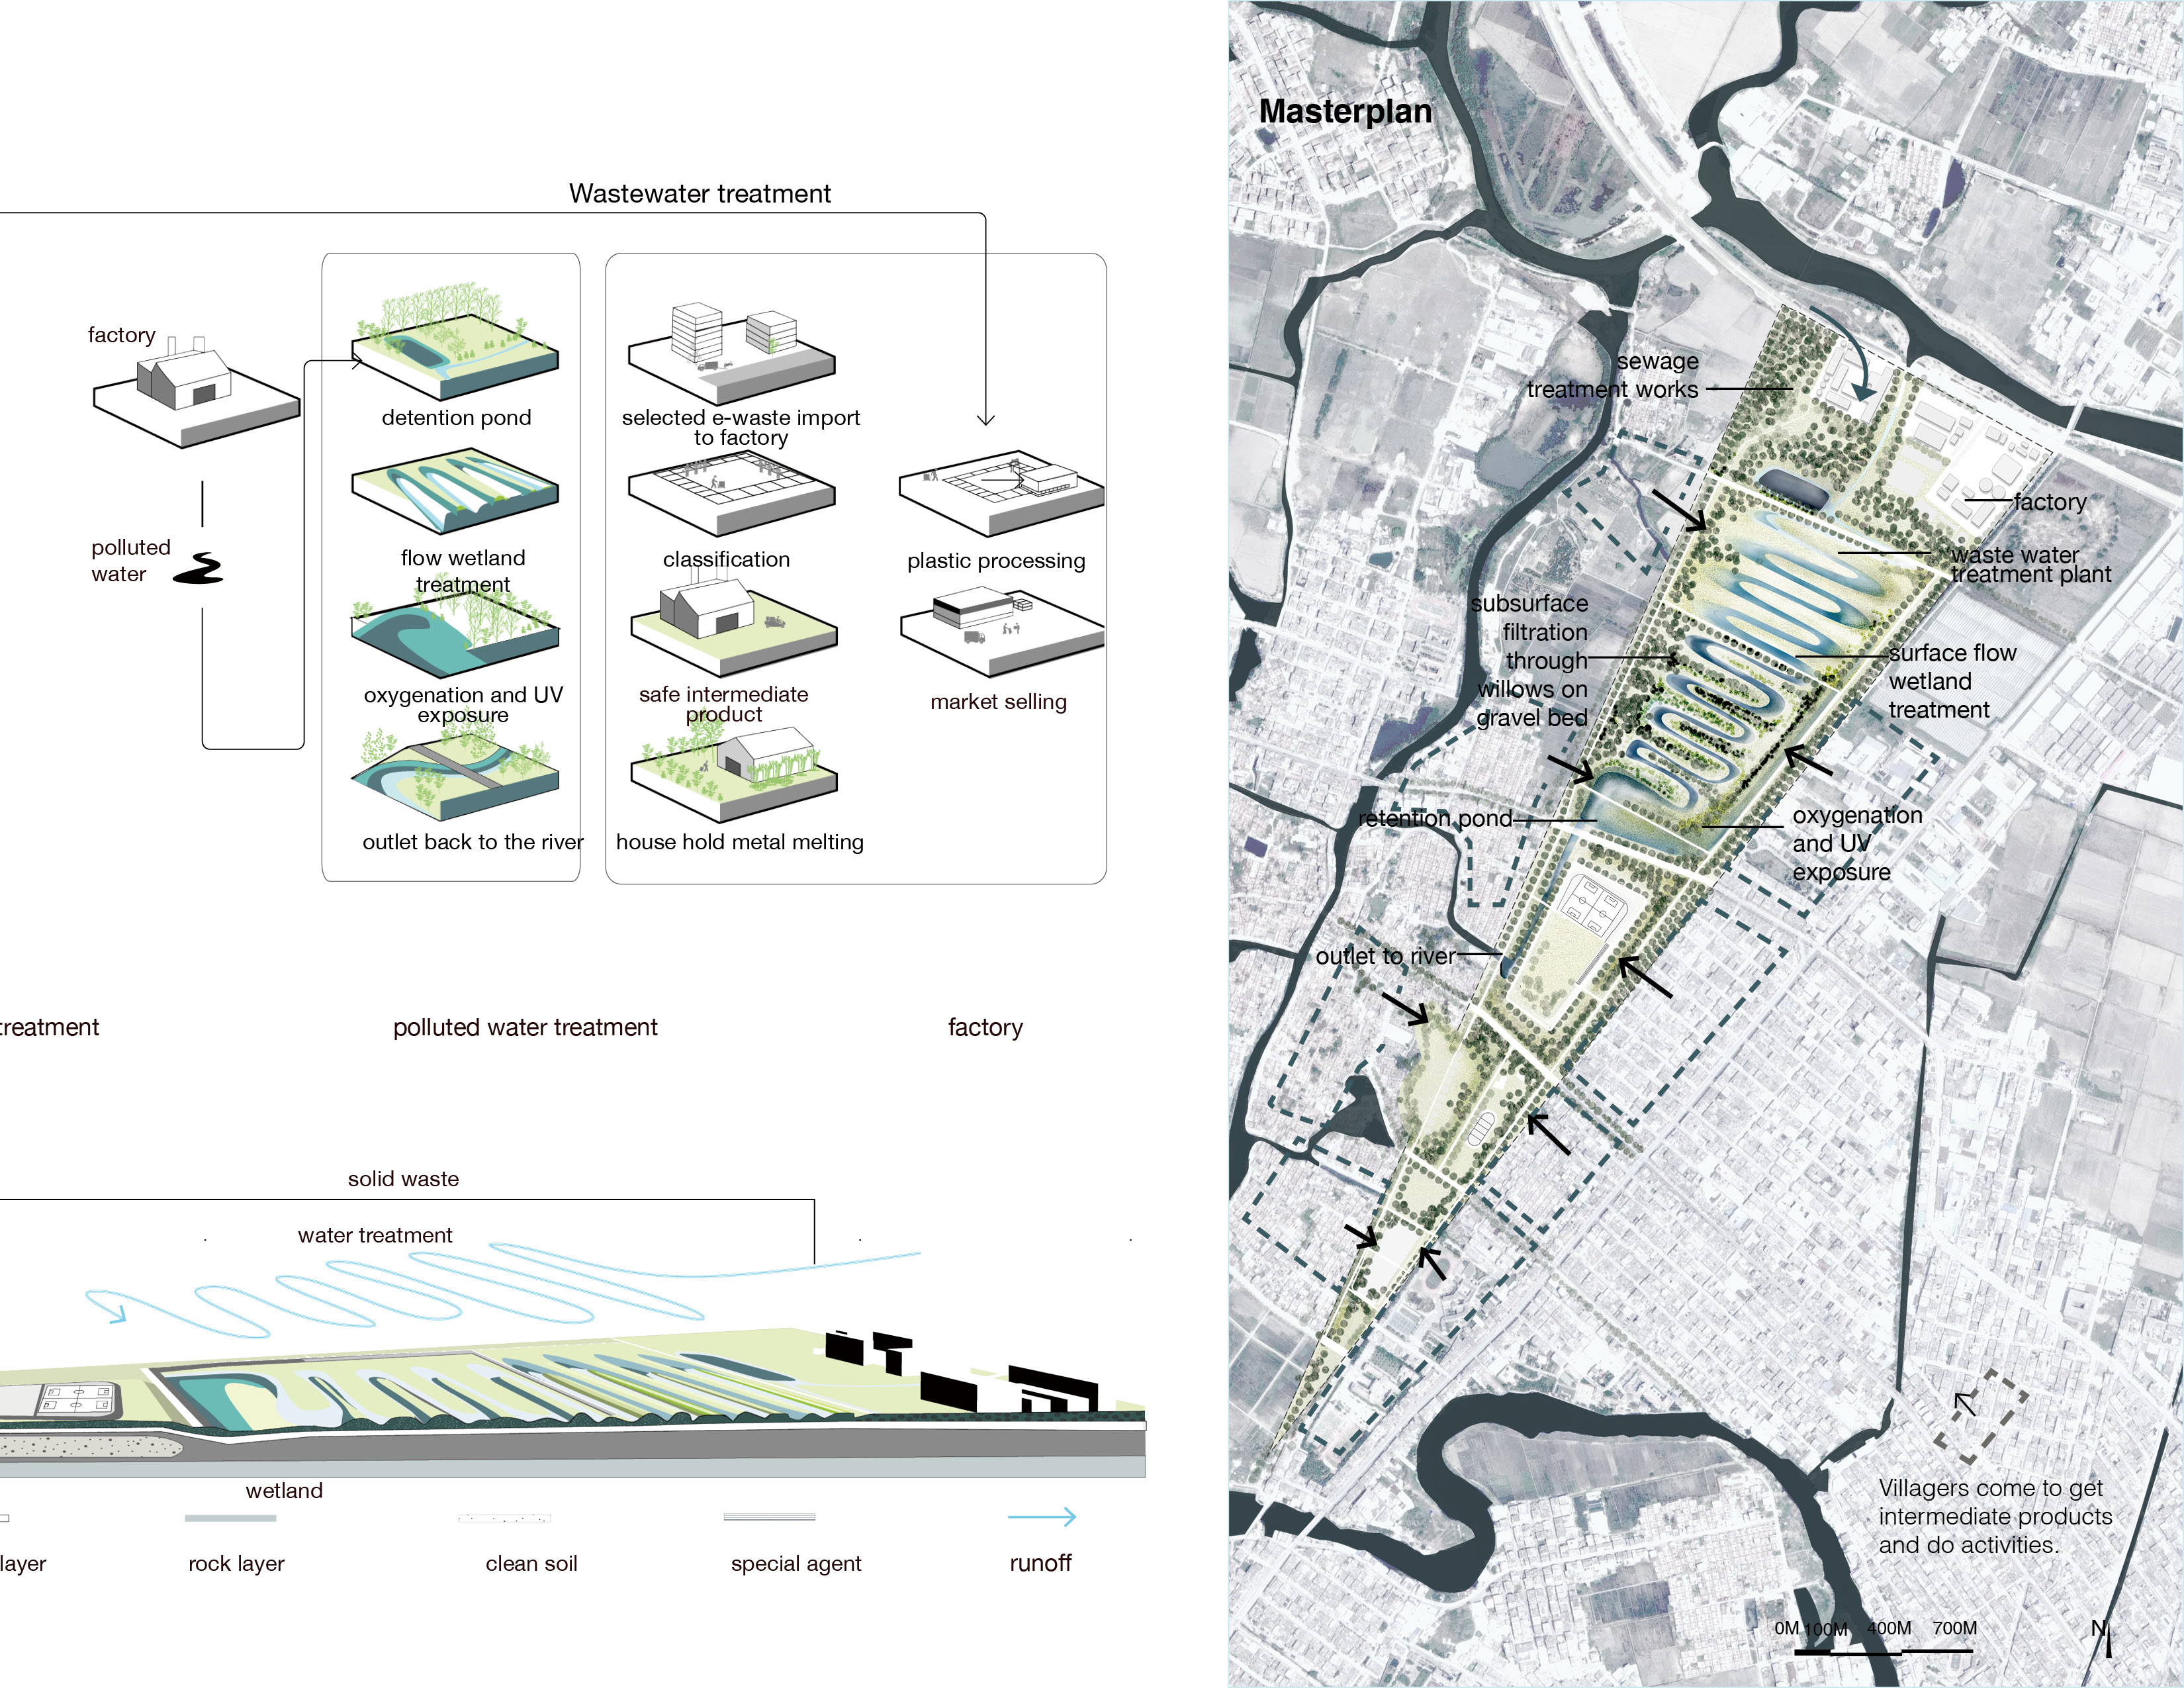 Wastewater treatment
factory
polluted
water
detention pond
flow wetland
treatment
oxygenation and UV
exposure
outlet back to the river
selected e-waste import
to factory
classification
safe intermediate
product
house hold metal melting
plastic processing
market selling
treatment
polluted water treatment
factory
solid waste
water treatment
wetland
layer
rock layer
clean soil
special agent
runoff
Masterplan
sewage
treatment works
factory
waste water
treatment plant
subsurface
filtration
through
willows on
gravel bed
surface flow
wetland
treatment
retention pond
oxygenation
and UV
exposure
outlet to river
Villagers come to get
intermediate products
and do activities.
0M 100M 400M 700M
N